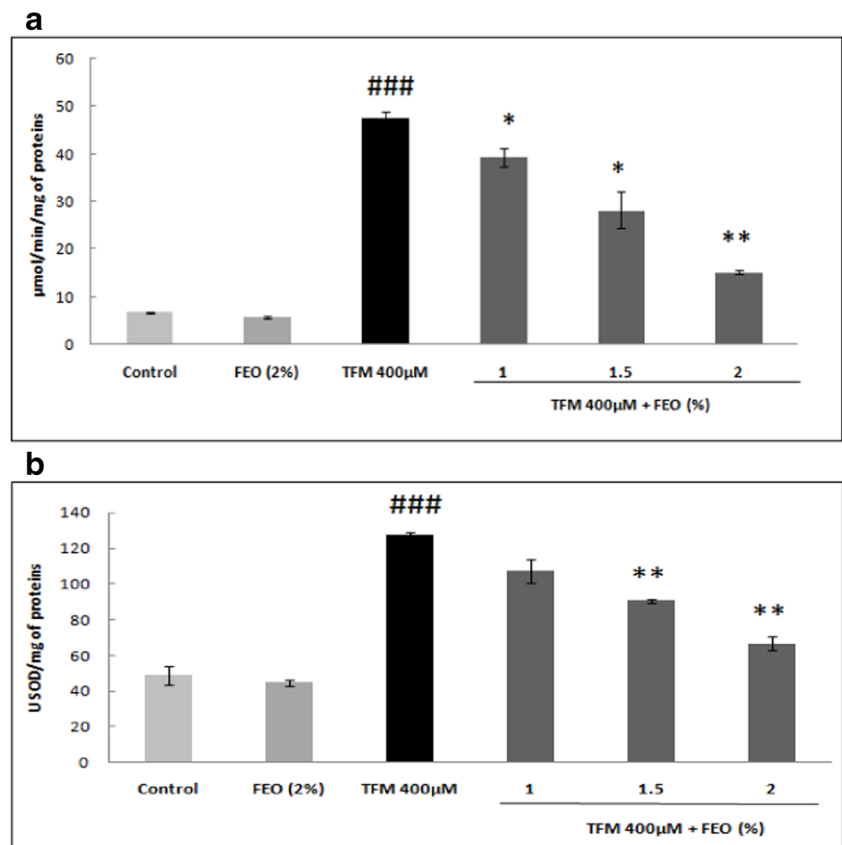 a
60
###
50
*
40
*
30
**
20
10
0
µmol/min/mg of proteins
Control FEO (2%) TFM 400µM 1 1.5 2
TFM 400µM + FEO (%)
b
140
###
120
100
**
80
**
60
40
20
0
USOD/mg of proteins
Control FEO (2%) TFM 400µM 1 1.5 2
TFM 400µM + FEO (%)